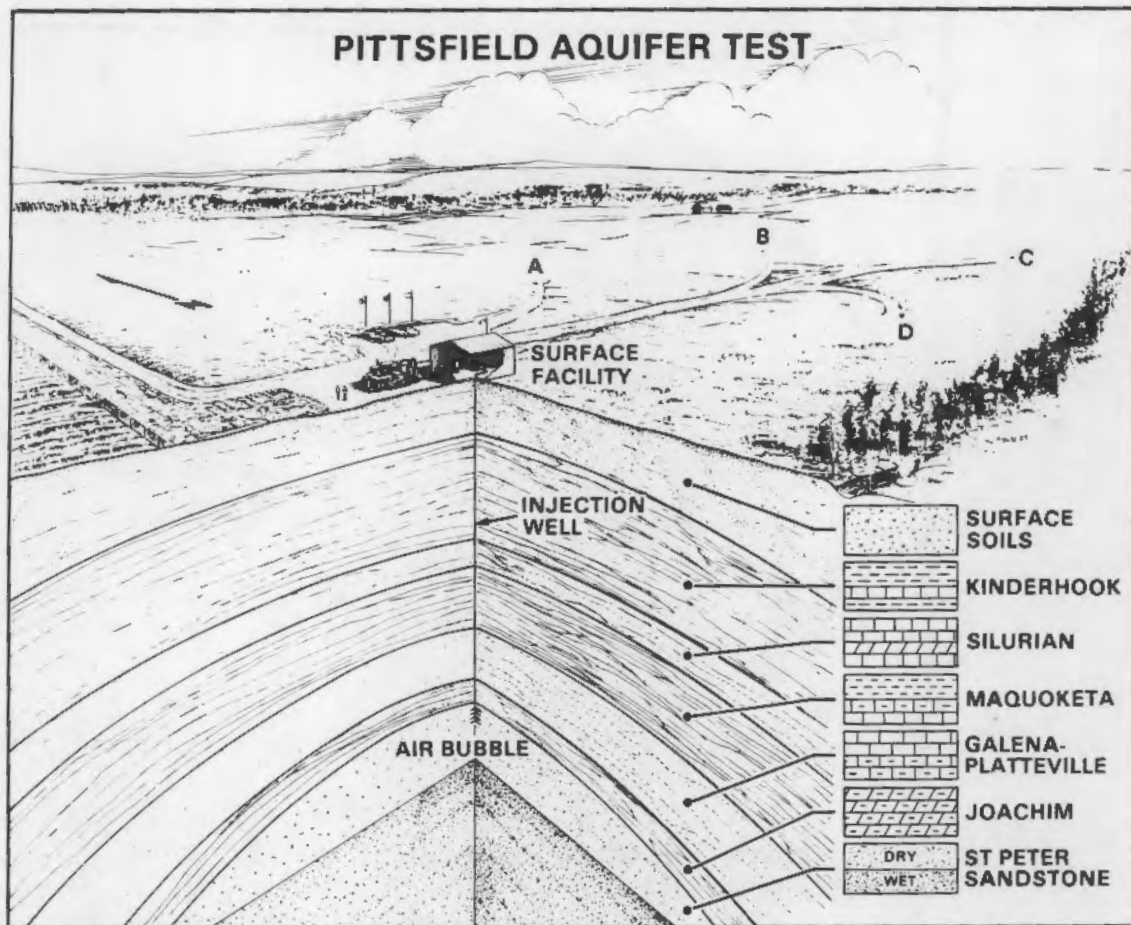 PITTSFIELD AQUIFER TEST
B
A
C
D
SURFACE
FACILITY
INJECTION
WELL
AIR BUBBLE
SURFACE
SOILS
KINDERHOOK
SILURIAN
MAQUOKETA
GALENA-
PLATTEVILLE
JOACHIM
DRY
WET
ST PETER
SANDSTONE